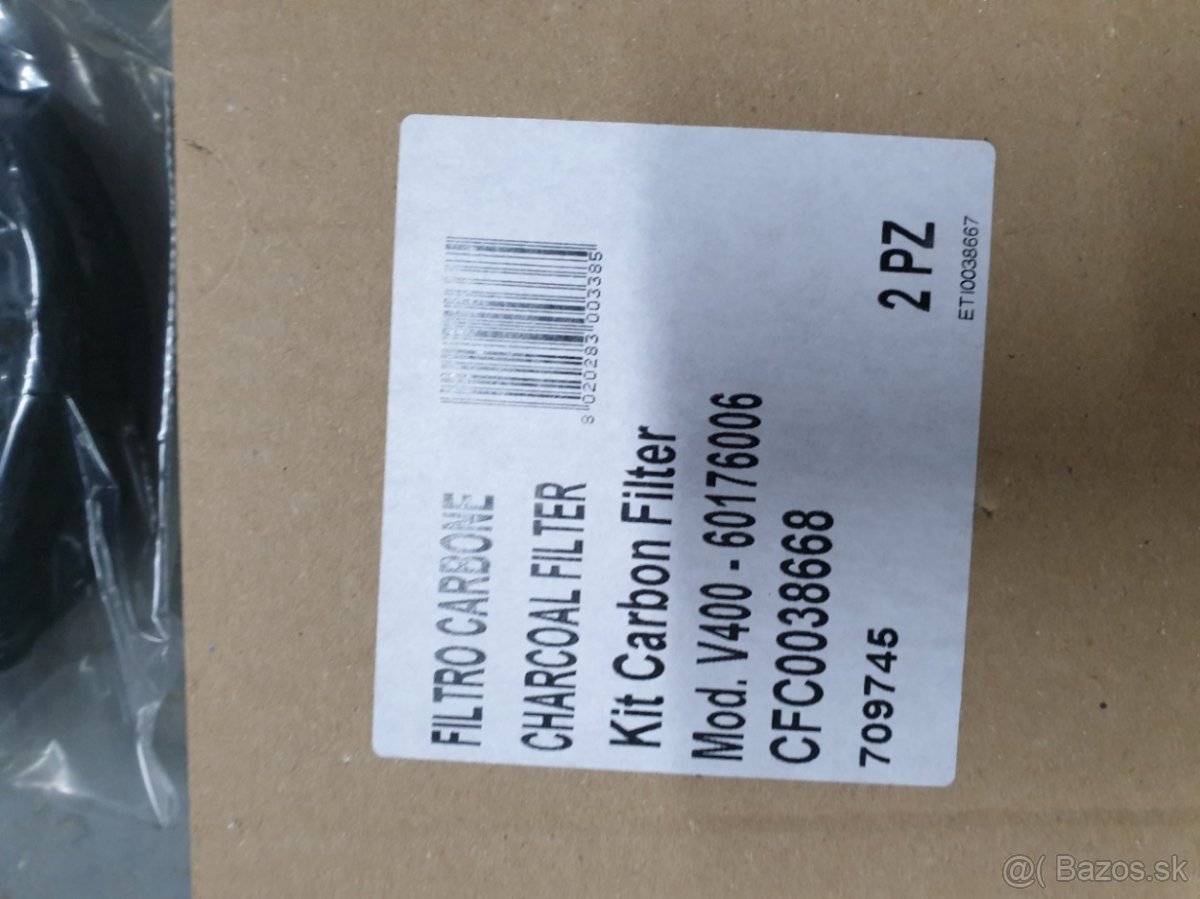 FILTRO CARBONE
CHARCOAL FILTER
8 020283 003385
Kit Carbon Filter
Mod. V400 - 60176006
CFC0038668
709745
2 PZ
ETI0038667
@( Bazos.sk